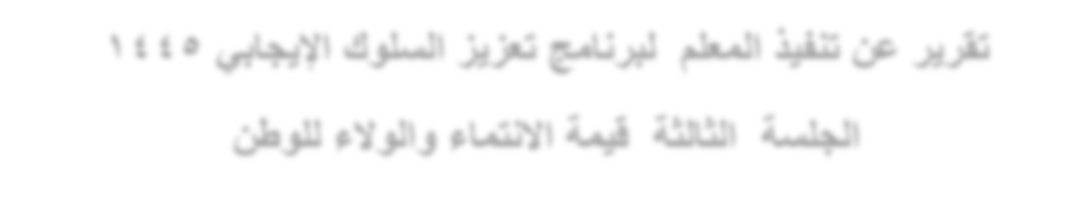 تقرير عن تنفيذ المعلم لبرنامج تعزيز السلوك الإيجابي ١٤٤٥
الجلسة الثالثة قيمة الانتماء والولاء للوطن